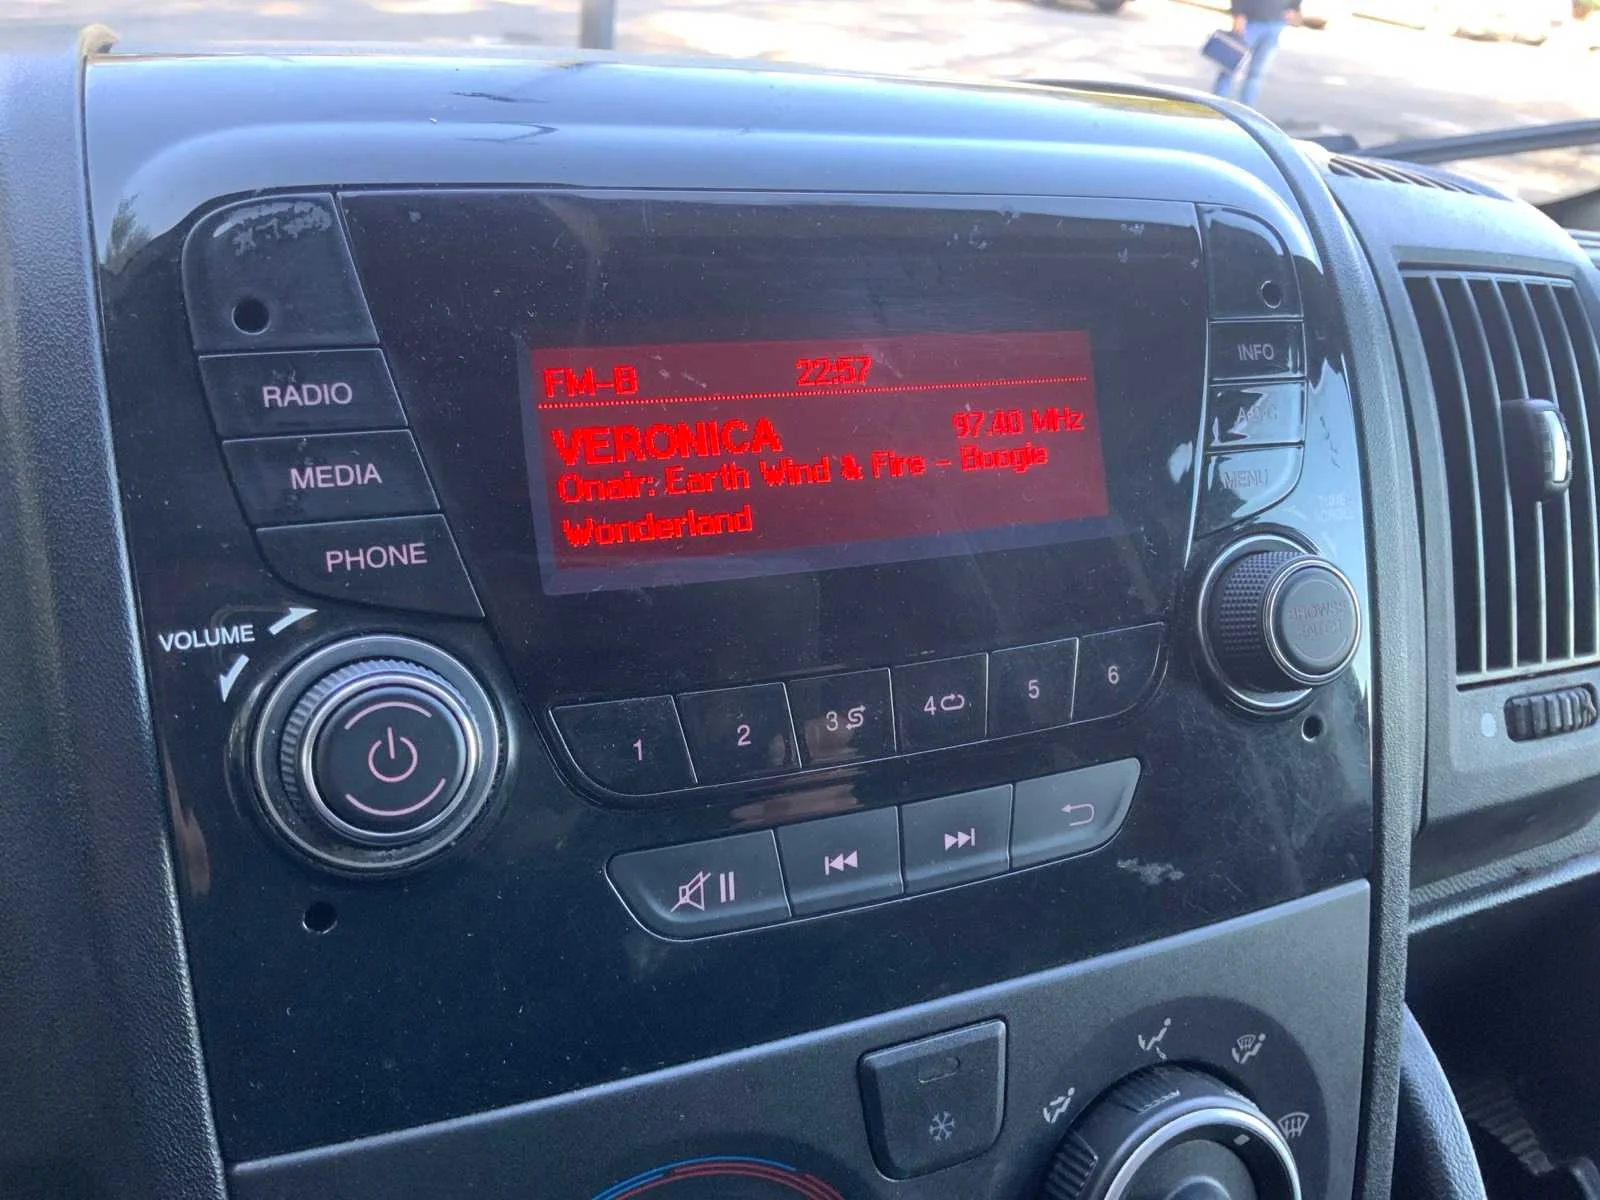 FM-B 22:57
VERONICA 97.40 MHz
Onair: Earth Wind & Fire - Boogie
Wonderland
RADIO
MEDIA
PHONE
VOLUME
INFO
MENU
BROWSE
1 2 3 4 5 6